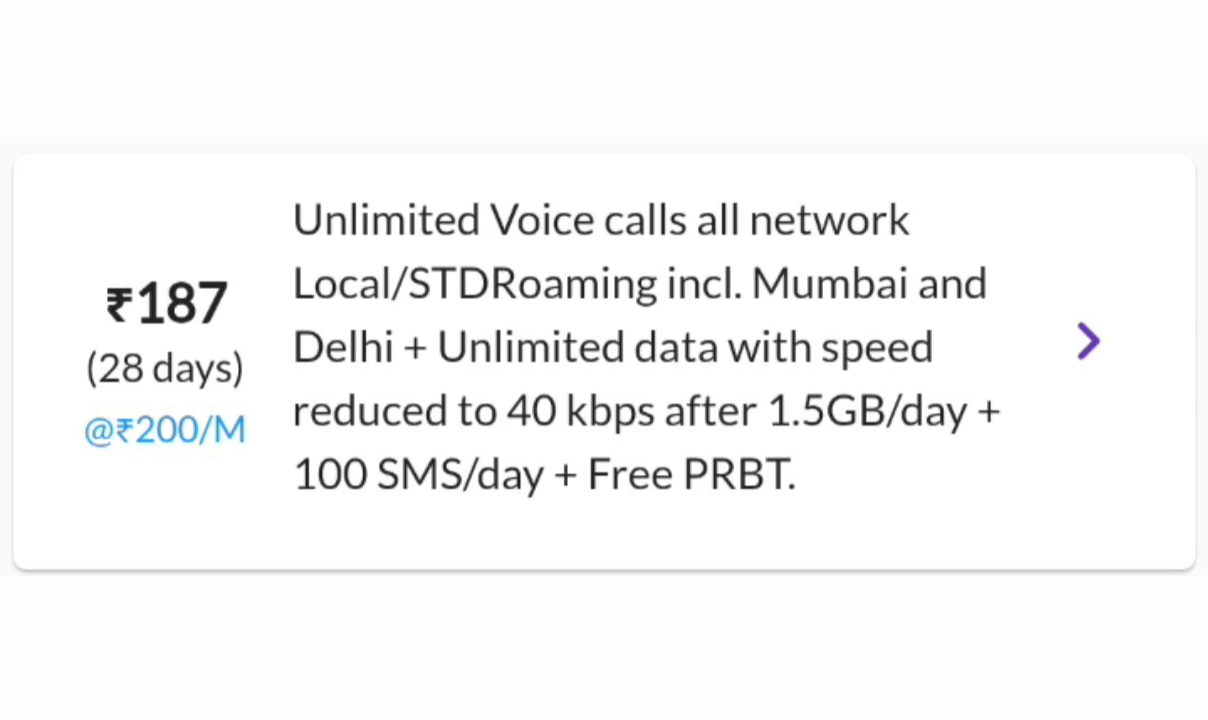 ₹187
(28 days)
@₹200/M
Unlimited Voice calls all network
Local/STDRoaming incl. Mumbai and
Delhi + Unlimited data with speed
reduced to 40 kbps after 1.5GB/day +
100 SMS/day + Free PRBT.